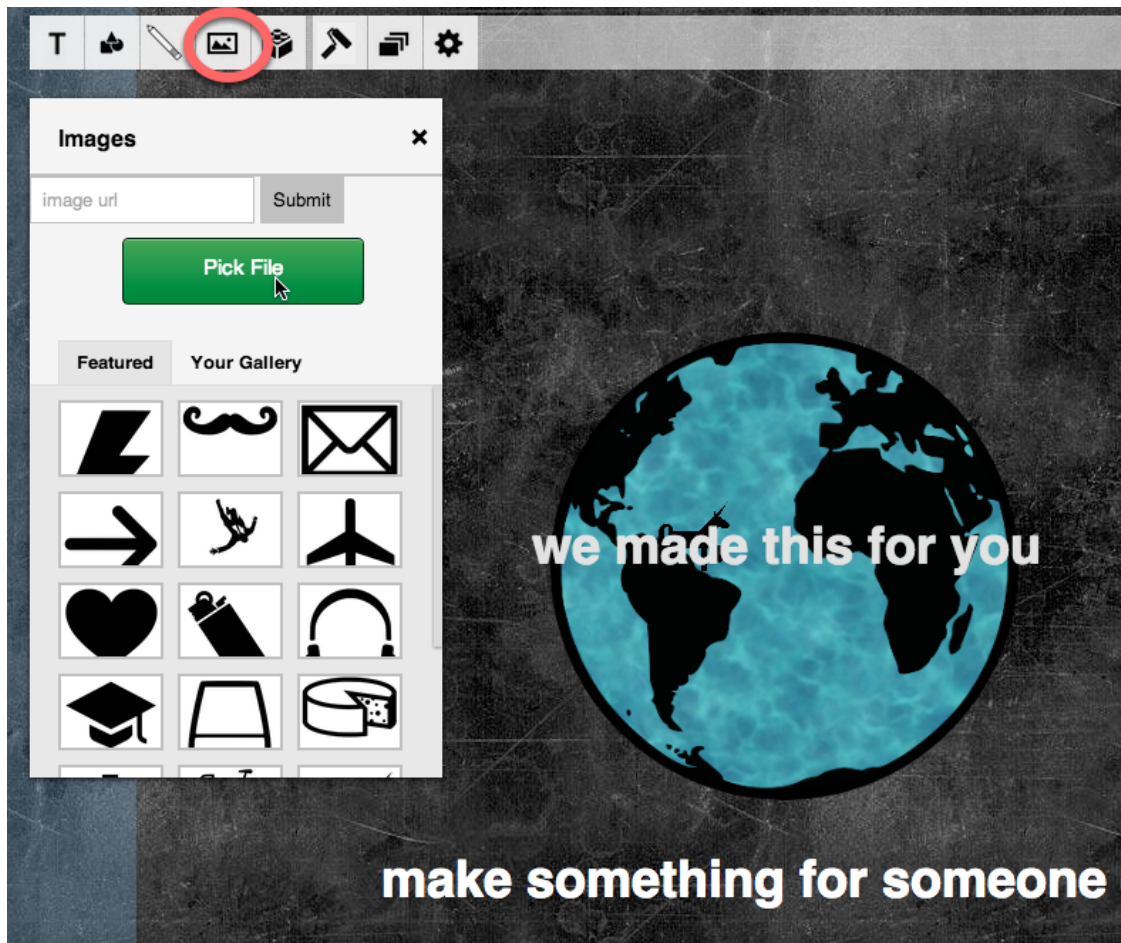 T
Images
image url
Submit
Pick File
Featured
Your Gallery
we made this for you
make something for someone